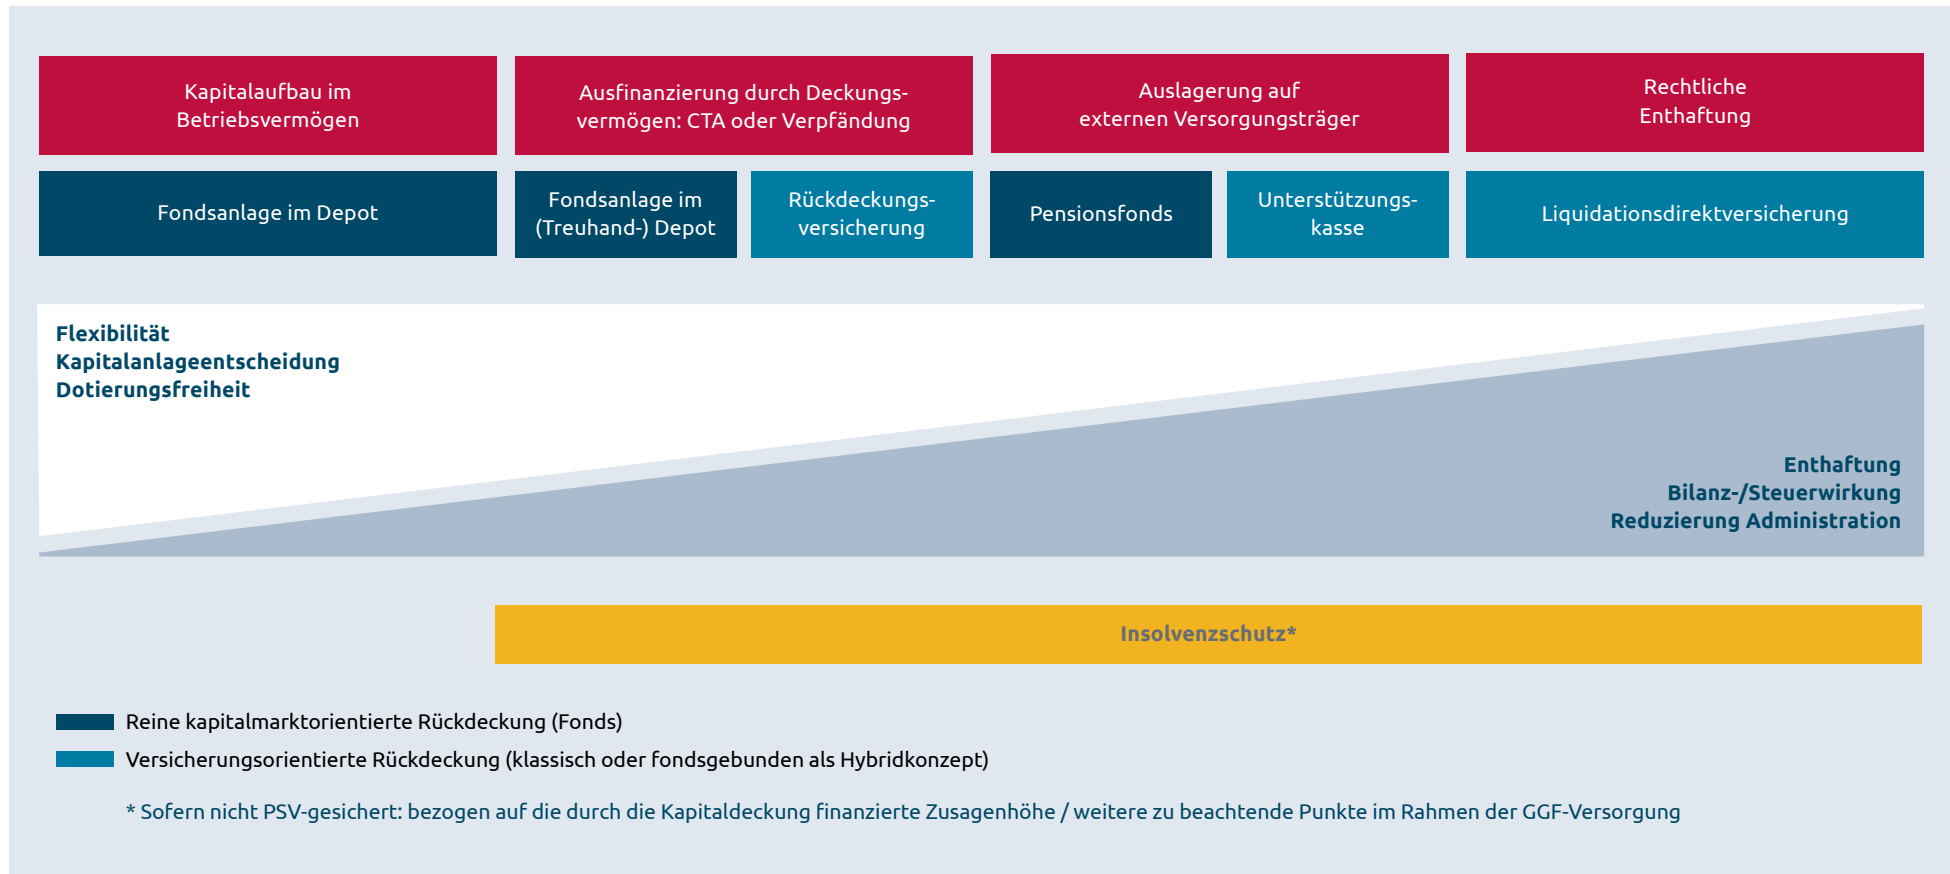 Kapitalaufbau im
Betriebsvermögen
Ausfinanzierung durch Deckungs-
vermögen: CTA oder Verpfändung
Auslagerung auf
externen Versorgungsträger
Rechtliche
Enthaftung
Fondsanlage im Depot
Fondsanlage im
(Treuhand-) Depot
Rückdeckungs-
versicherung
Pensionsfonds
Unterstützungs-
kasse
Liquidationsdirektversicherung
Flexibilität
Kapitalanlageentscheidung
Dotierungsfreiheit
Enthaftung
Bilanz-/Steuerwirkung
Reduzierung Administration
Insolvenzschutz*
Reine kapitalmarktorientierte Rückdeckung (Fonds)
Versicherungsorientierte Rückdeckung (klassisch oder fondsgebunden als Hybridkonzept)
* Sofern nicht PSV-gesichert: bezogen auf die durch die Kapitaldeckung finanzierte Zusagenhöhe / weitere zu beachtende Punkte im Rahmen der GGF-Versorgung